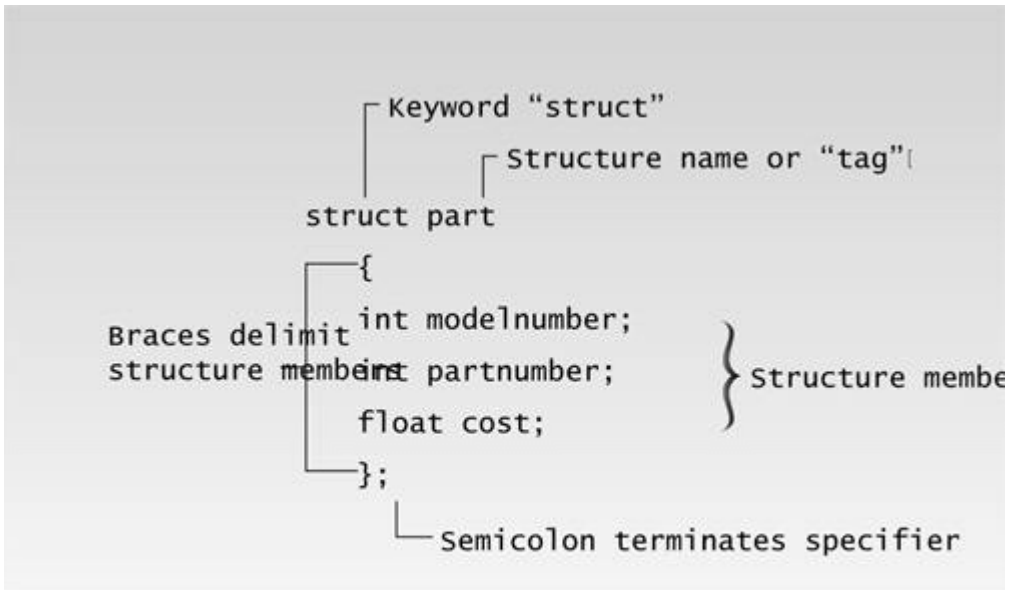 Keyword “struct”
Structure name or “tag”
struct part
{
int modelnumber;
Braces delimit
structure members
int partnumber;
Structure membe
float cost;
};
Semicolon terminates specifier